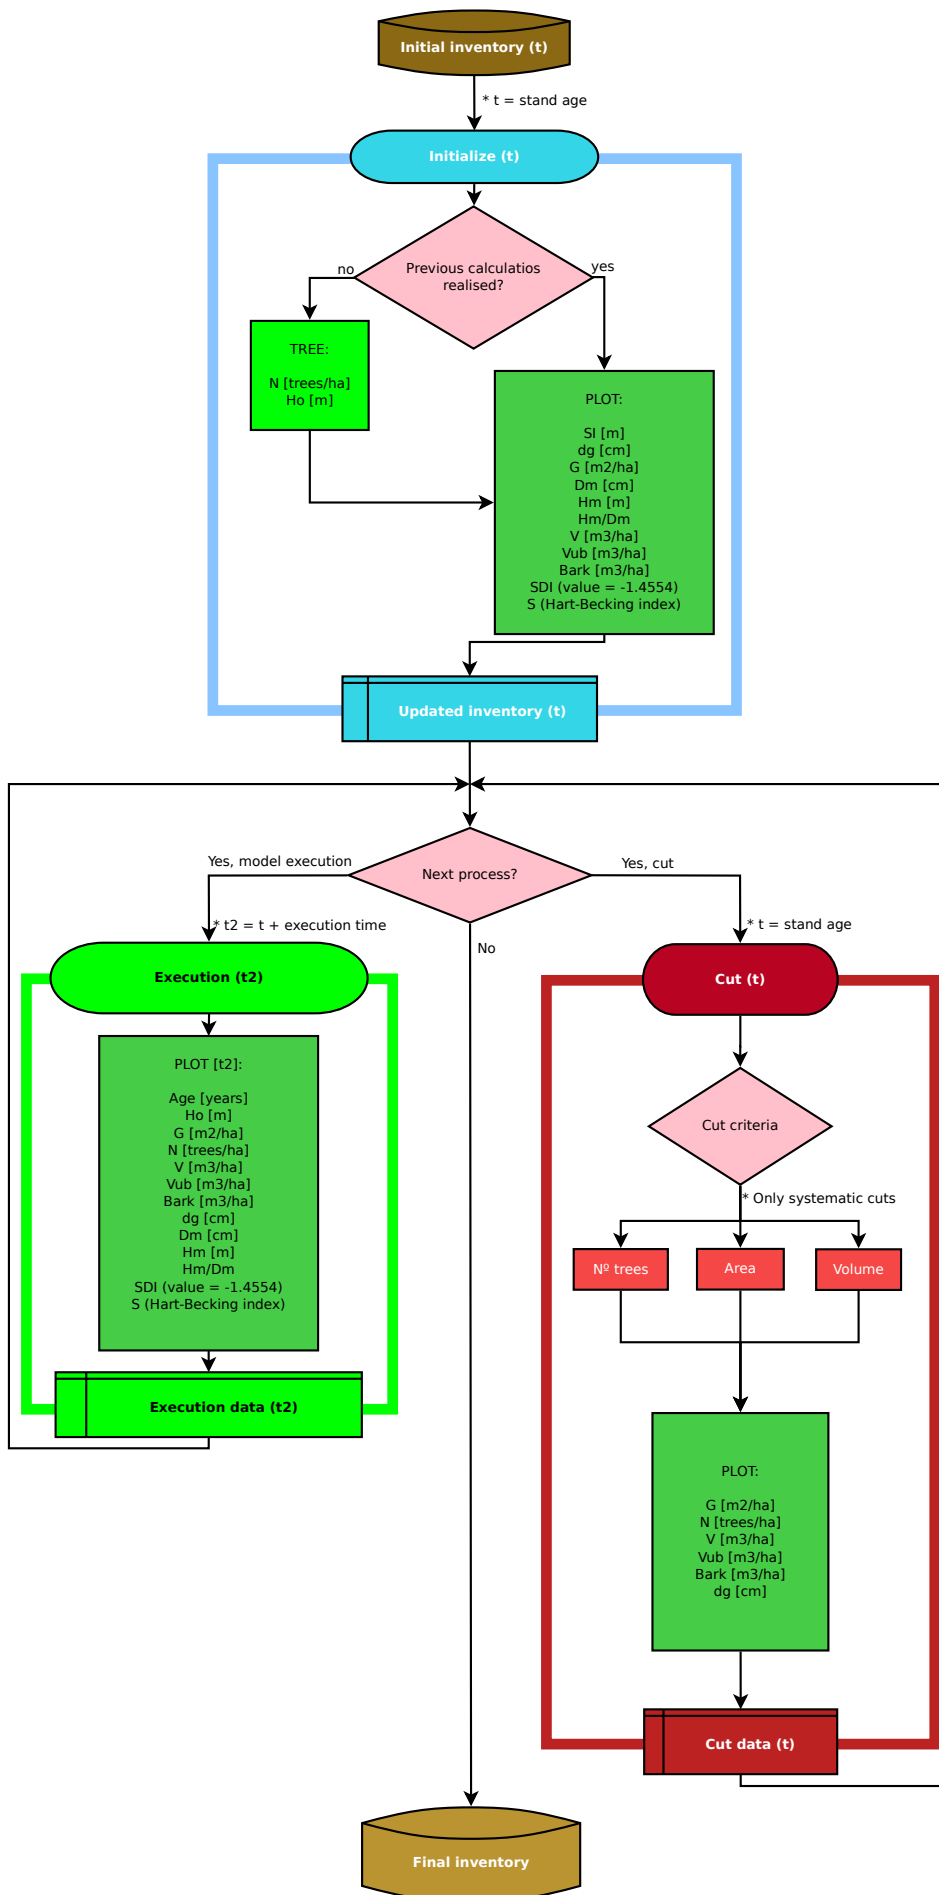 Initial inventory (t)
* t = stand age
Initialize (t)
Previous calculatios
realised?
no
yes
TREE:
N [trees/ha]
Ho [m]
PLOT:
SI [m]
dg [cm]
G [m2/ha]
Dm [cm]
Hm [m]
Hm/Dm
V [m3/ha]
Vub [m3/ha]
Bark [m3/ha]
SDI (value = -1.4554)
S (Hart-Becking index)
Updated inventory (t)
Next process?
Yes, model execution
Yes, cut
No
* t2 = t + execution time
Execution (t2)
PLOT [t2]:
Age [years]
Ho [m]
G [m2/ha]
N [trees/ha]
V [m3/ha]
Vub [m3/ha]
Bark [m3/ha]
dg [cm]
Dm [cm]
Hm [m]
Hm/Dm
SDI (value = -1.4554)
S (Hart-Becking index)
Execution data (t2)
* t = stand age
Cut (t)
Cut criteria
* Only systematic cuts
Nº trees
Area
Volume
PLOT:
G [m2/ha]
N [trees/ha]
V [m3/ha]
Vub [m3/ha]
Bark [m3/ha]
dg [cm]
Cut data (t)
Final inventory